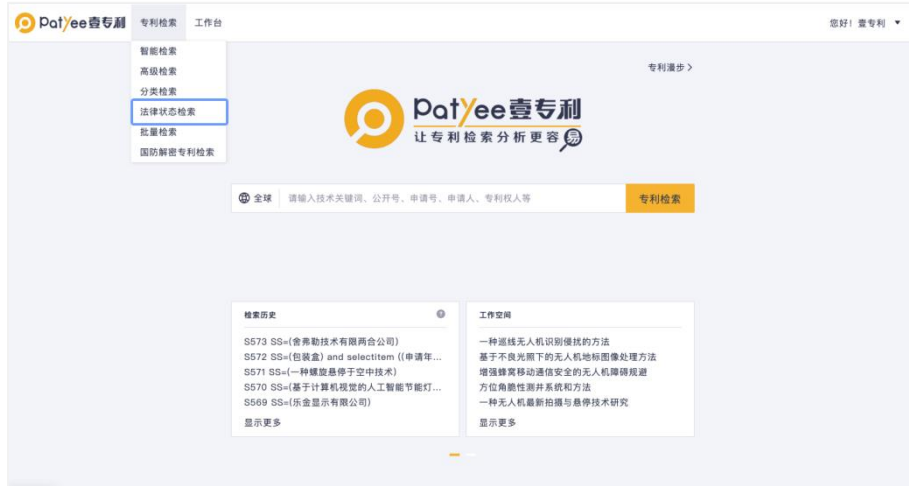 Patyee壹专利 专利检索 工作台 您好！壹专利
智能检索
高级检索
分类检索
法律状态检索
批量检索
国防解密专利检索
专利漫步
Patyee壹专利
让专利检索分析更容易
全球 请输入技术关键词、公开号、申请号、申请人、专利权人等 专利检索
检索历史
S573 SS=(舍弗勒技术有限两合公司)
S572 SS=(包装盒) and selectitem ((申请年...
S571 SS=(一种螺旋悬停于空中技术)
S570 SS=(基于计算机视觉的人工智能节能灯...
S569 SS=(乐金显示有限公司)
显示更多
工作空间
一种巡线无人机识别侵扰的方法
基于不良光照下的无人机地标图像处理方法
增强蜂窝移动通信安全的无人机障碍规避
方位角脆性测井系统和方法
一种无人机最新拍摄与悬停技术研究
显示更多